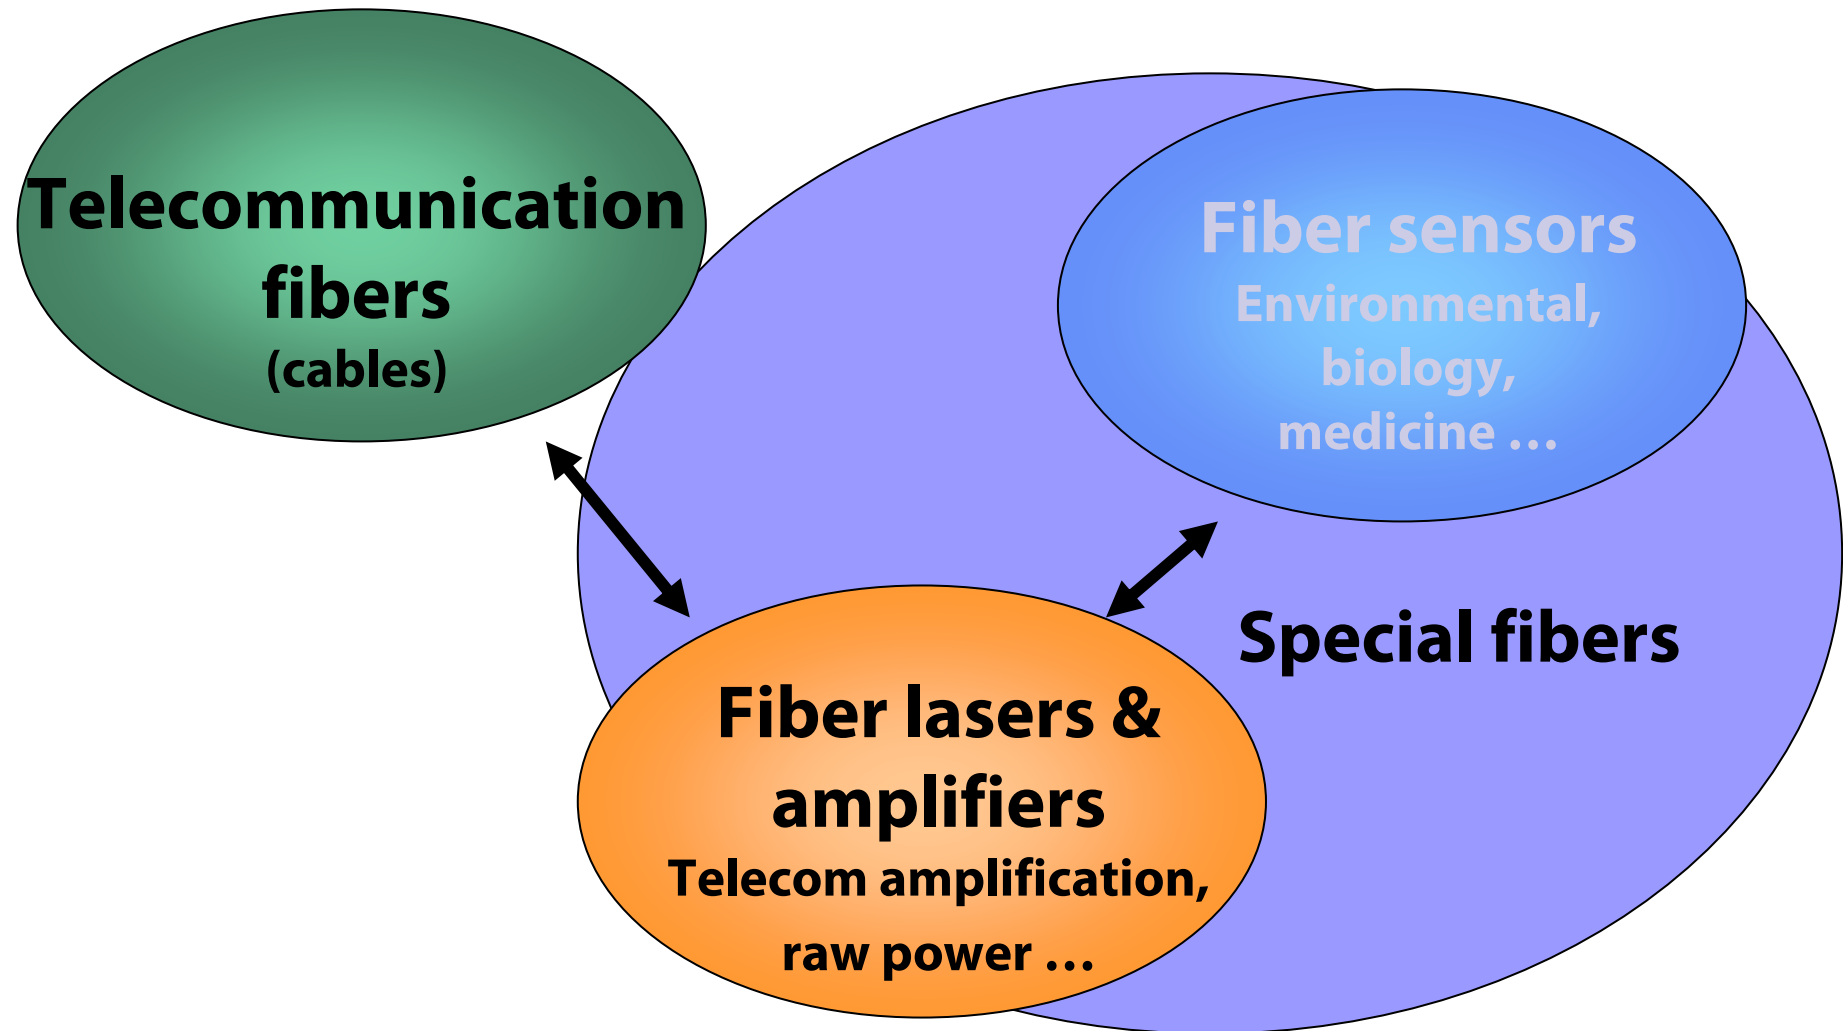 Telecommunication
fibers
(cables)
Fiber sensors
Environmental,
biology,
medicine …
Special fibers
Fiber lasers &
amplifiers
Telecom amplification,
raw power …